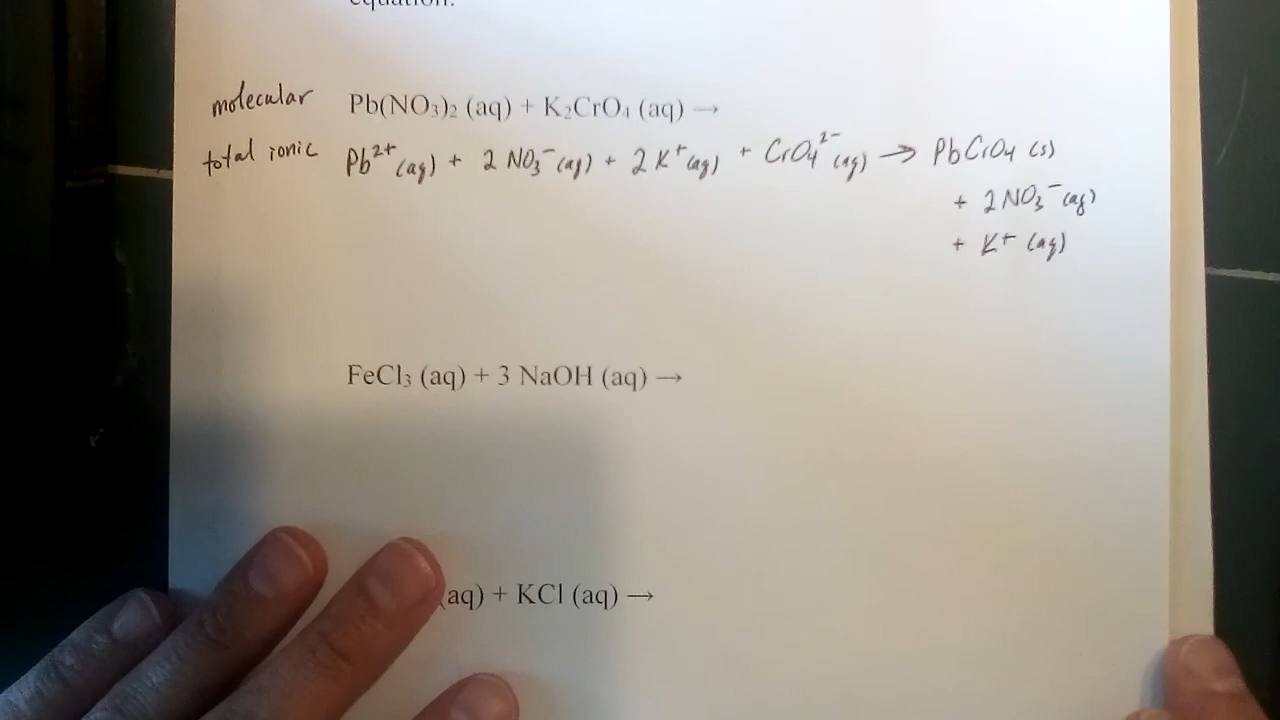 equation.
molecular Pb(NO₃)₂ (aq) + K₂CrO₄ (aq) →
total ionic Pb²⁺ (aq) + 2 NO₃⁻ (aq) + 2 K⁺ (aq) + CrO₄²⁻ (aq) → PbCrO₄ (s)
+ 2 NO₃⁻ (aq)
+ K⁺ (aq)
FeCl₃ (aq) + 3 NaOH (aq) →
(aq) + KCl (aq) →